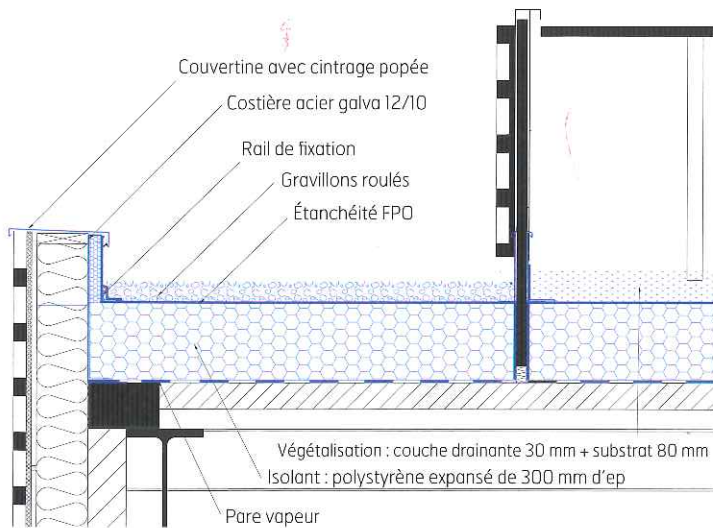 Couvertine avec cintrage popée
Costière acier galva 12/10
Rail de fixation
Gravillons roulés
Étanchéité FPO
Végétalisation : couche drainante 30 mm + substrat 80 mm
Isolant : polystyrène expansé de 300 mm d'ep
Pare vapeur